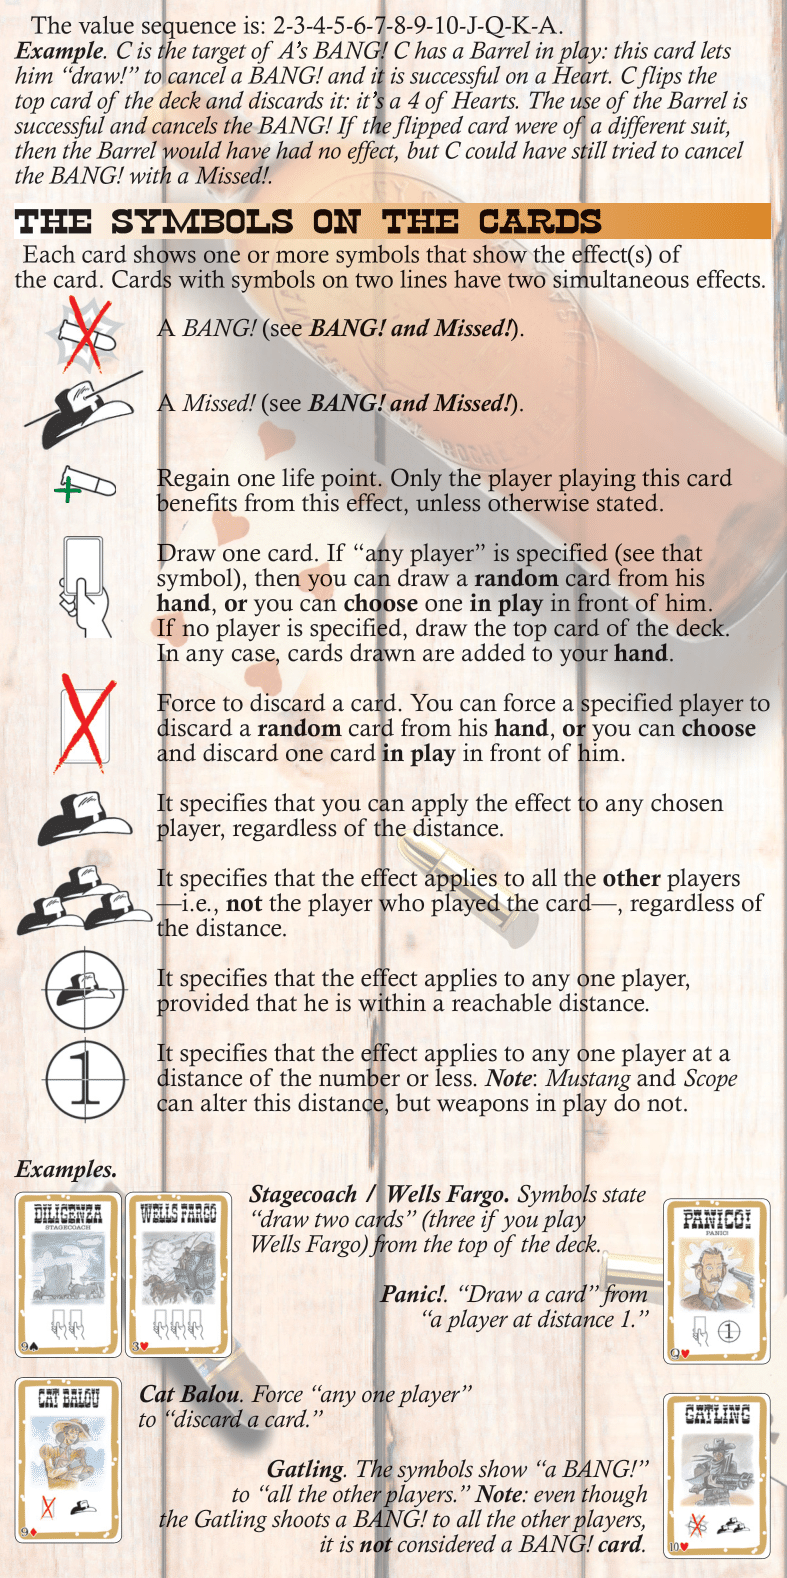 The value sequence is: 2-3-4-5-6-7-8-9-10-J-Q-K-A.
Example. C is the target of A's BANG! C has a Barrel in play: this card lets
him “draw!” to cancel a BANG! and it is successful on a Heart. C flips the
top card of the deck and discards it: it's a 4 of Hearts. The use of the Barrel is
successful and cancels the BANG! If the flipped card were of a different suit,
then the Barrel would have had no effect, but C could have still tried to cancel
the BANG! with a Missed!.
THE SYMBOLS ON THE CARDS
Each card shows one or more symbols that show the effect(s) of
the card. Cards with symbols on two lines have two simultaneous effects.
A BANG! (see BANG! and Missed!).
A Missed! (see BANG! and Missed!).
Regain one life point. Only the player playing this card
benefits from this effect, unless otherwise stated.
Draw one card. If “any player” is specified (see that
symbol), then you can draw a random card from his
hand, or you can choose one in play in front of him.
If no player is specified, draw the top card of the deck.
In any case, cards drawn are added to your hand.
Force to discard a card. You can force a specified player to
discard a random card from his hand, or you can choose
and discard one card in play in front of him.
It specifies that you can apply the effect to any chosen
player, regardless of the distance.
It specifies that the effect applies to all the other players
—i.e., not the player who played the card—, regardless of
the distance.
It specifies that the effect applies to any one player,
provided that he is within a reachable distance.
1
It specifies that the effect applies to any one player at a
distance of the number or less. Note: Mustang and Scope
can alter this distance, but weapons in play do not.
Examples.
DILIGENZA
STAGECOACH
9♠
WELLS FARGO
3♥
Stagecoach / Wells Fargo. Symbols state
“draw two cards” (three if you play
Wells Fargo) from the top of the deck.
PANICO!
PANIC!
1
Q♥
Panic!. “Draw a card” from
“a player at distance 1.”
CAT BALOU
9♦
Cat Balou. Force “any one player”
to “discard a card.”
GATLING
10♥
Gatling. The symbols show “a BANG!”
to “all the other players.” Note: even though
the Gatling shoots a BANG! to all the other players,
it is not considered a BANG! card.